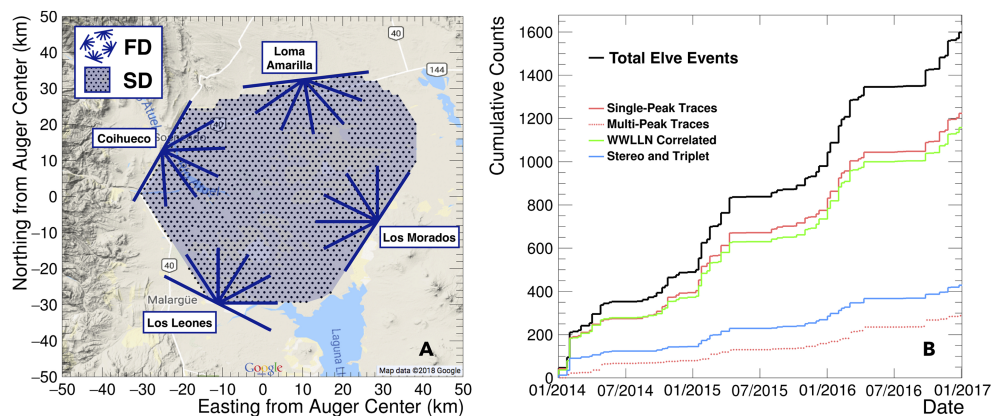 50
40
30
20
10
0
−10
−20
−30
−40
−50
Northing from Auger Center (km)
FD
SD
Loma
Amarilla
40
144
Coihueco
40
Los Morados
40
Malargüe
Los Leones
Google
A
Map data ©2018 Google
−50 −40 −30 −20 −10 0 10 20 30 40 50
Easting from Auger Center (km)
B
1600
1400
1200
1000
800
600
400
200
0
Cumulative Counts
Total Elve Events
Single-Peak Traces
Multi-Peak Traces
WWLLN Correlated
Stereo and Triplet
B
01/2014 07/2014 01/2015 07/2015 01/2016 07/2016 01/2017
Date